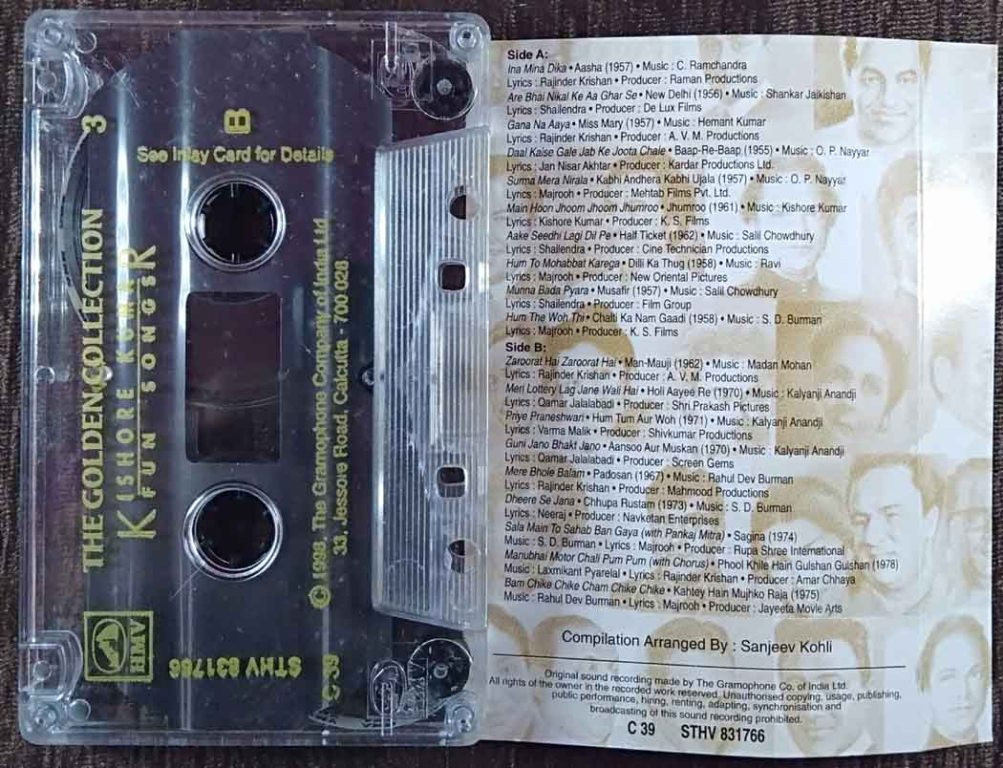 B
See Inlay Card for Details
THE GOLDEN COLLECTION 3
KISHORE KUMAR
FUN SONGS
© 1998, The Gramophone Company of India Ltd.
33, Jessore Road, Calcutta - 700 028
HMV
STHV 831766
Side A:
Ina Mina Dika • Aasha (1957) • Music : C. Ramchandra
Lyrics : Rajinder Krishan • Producer : Raman Productions
Are Bhai Nikal Ke Aa Ghar Se • New Delhi (1956) • Music : Shankar Jaikishan
Lyrics : Shailendra • Producer : De Lux Films
Gana Na Aaya • Miss Mary (1957) • Music : Hemant Kumar
Lyrics : Rajinder Krishan • Producer : A. V. M. Productions
Daal Kaise Gale Jab Ke Joota Chale • Baap-Re-Baap (1955) • Music : O. P. Nayyar
Lyrics : Jan Nisar Akhtar • Producer : Kardar Productions Ltd.
Surma Mera Nirala • Kabhi Andhera Kabhi Ujala (1957) • Music : O. P. Nayyar
Lyrics : Majrooh • Producer : Mehtab Films Pvt. Ltd.
Main Hoon Jhoom Jhoom Jhumroo • Jhumroo (1961) • Music : Kishore Kumar
Lyrics : Kishore Kumar • Producer : K. S. Films
Aake Seedhi Lagi Dil Pe • Half Ticket (1962) • Music : Salil Chowdhury
Lyrics : Shailendra • Producer : Cine Technician Productions
Hum To Mohabbat Karega • Dilli Ka Thug (1958) • Music : Ravi
Lyrics : Majrooh • Producer : New Oriental Pictures
Munna Bada Pyara • Musafir (1957) • Music : Salil Chowdhury
Lyrics : Shailendra • Producer : Film Group
Hum The Woh Thi • Chalti Ka Nam Gaadi (1958) • Music : S. D. Burman
Lyrics : Majrooh • Producer : K. S. Films
Side B:
Zaroorat Hai Zaroorat Hai • Man-Mauji (1962) • Music : Madan Mohan
Lyrics : Rajinder Krishan • Producer : A. V. M. Productions
Meri Lottery Lag Jane Wali Hai • Holi Aayee Re (1970) • Music : Kalyanji Anandji
Lyrics : Qamar Jalalabadi • Producer : Shri Prakash Pictures
Priye Praneshwari • Hum Tum Aur Woh (1971) • Music : Kalyanji Anandji
Lyrics : Varma Malik • Producer : Shivkumar Productions
Guni Jano Bhakt Jano • Aansoo Aur Muskan (1970) • Music : Kalyanji Anandji
Lyrics : Qamar Jalalabadi • Producer : Screen Gems
Mere Bhole Balam • Padosan (1967) • Music : Rahul Dev Burman
Lyrics : Rajinder Krishan • Producer : Mahmood Productions
Dheere Se Jana • Chhupa Rustam (1973) • Music : S. D. Burman
Lyrics : Neeraj • Producer : Navketan Enterprises
Sala Main To Sahab Ban Gaya (with Pankaj Mitra) • Sagina (1974)
Music : S. D. Burman • Lyrics : Majrooh • Producer : Rupa Shree International
Manubhai Motor Chali Pum Pum (with Chorus) • Phool Khile Hain Gulshan Gulshan (1978)
Music : Laxmikant Pyarelal • Lyrics : Rajinder Krishan • Producer : Amar Chhaya
Bam Chike Chike Cham Chike Chike • Kahtey Hain Mujhko Raja (1975)
Music : Rahul Dev Burman • Lyrics : Majrooh • Producer : Jayeeta Movie Arts
Compilation Arranged By : Sanjeev Kohli
Original sound recording made by The Gramophone Co. of India Ltd.
All rights of the owner in the recorded work reserved. Unauthorised copying, usage, publishing,
public performance, hiring, renting, adapting, synchronisation and
broadcasting of this sound recording prohibited.
C 39 STHV 831766